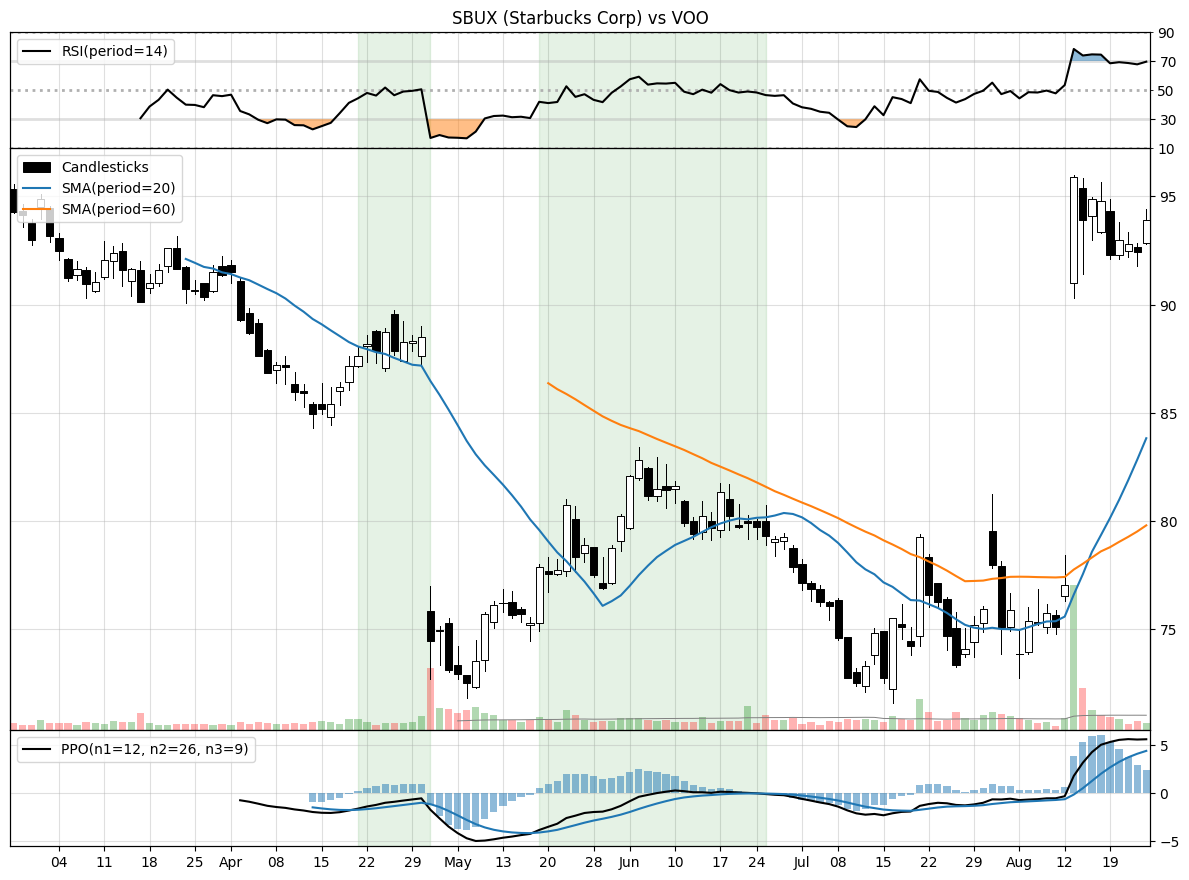 SBUX (Starbucks Corp) vs VOO
RSI(period=14)
90
70
50
30
10
Candlesticks
SMA(period=20)
SMA(period=60)
95
90
85
80
75
PPO(n1=12, n2=26, n3=9)
5
0
−5
04 11 18 25 Apr 08 15 22 29 May 13 20 28 Jun 10 17 24 Jul 08 15 22 29 Aug 12 19